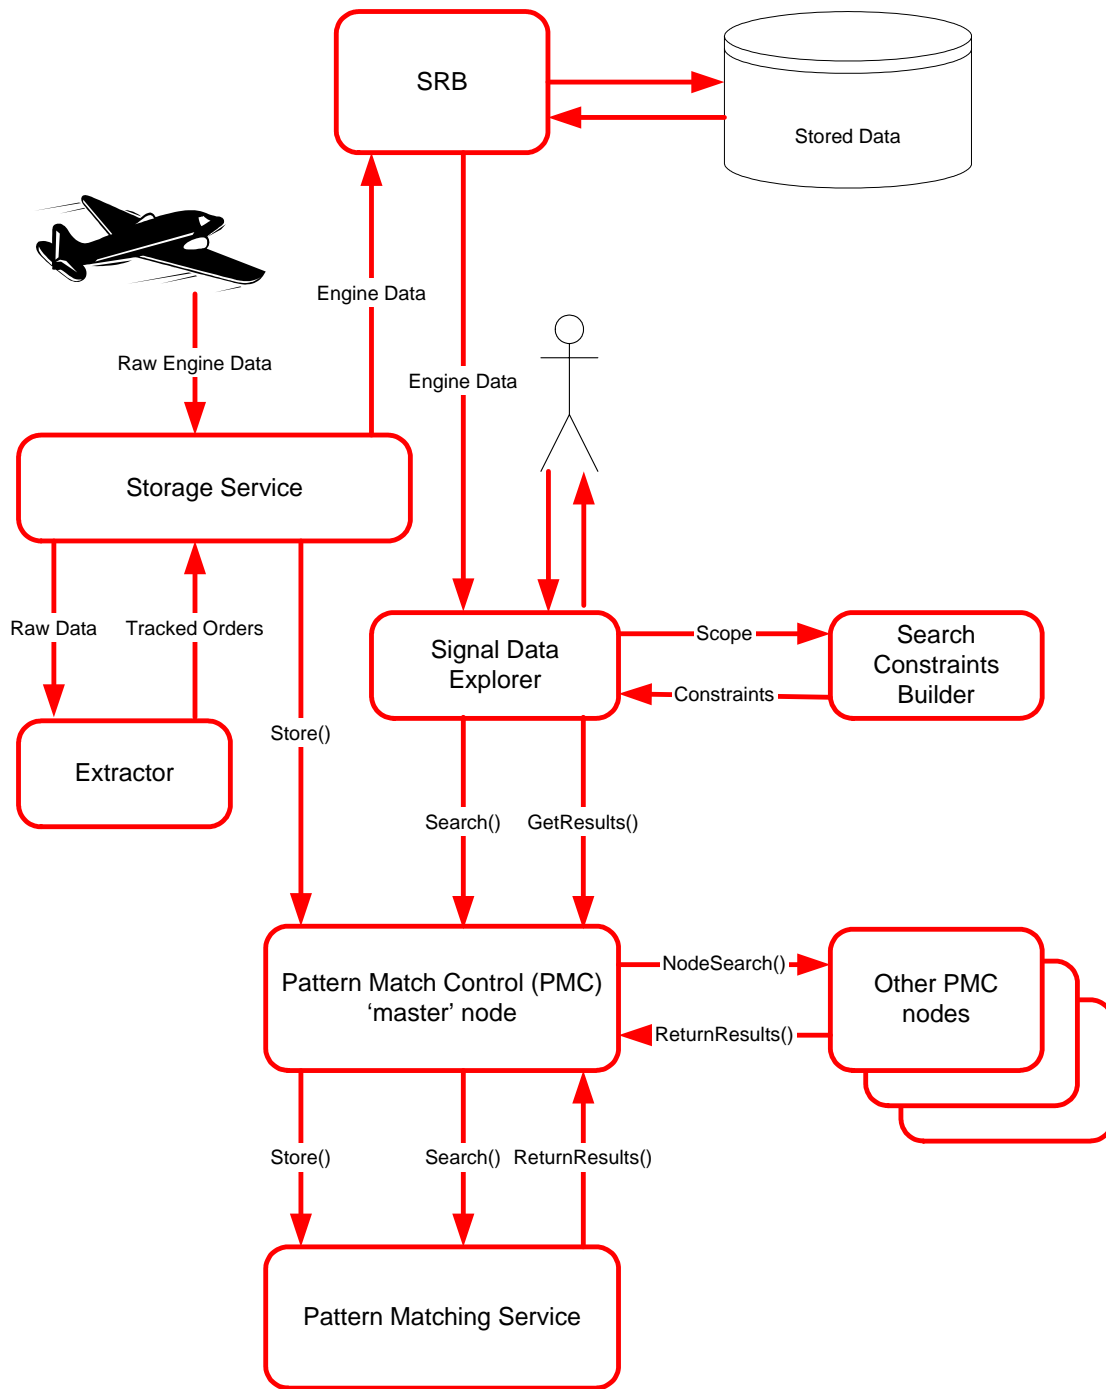 SRB
Stored Data
Engine Data
Raw Engine Data
Engine Data
Storage Service
Raw Data
Tracked Orders
Signal Data
Explorer
Scope
Constraints
Search
Constraints
Builder
Extractor
Store()
Search()
GetResults()
Pattern Match Control (PMC)
‘master’ node
NodeSearch()
ReturnResults()
Other PMC
nodes
Store()
Search()
ReturnResults()
Pattern Matching Service